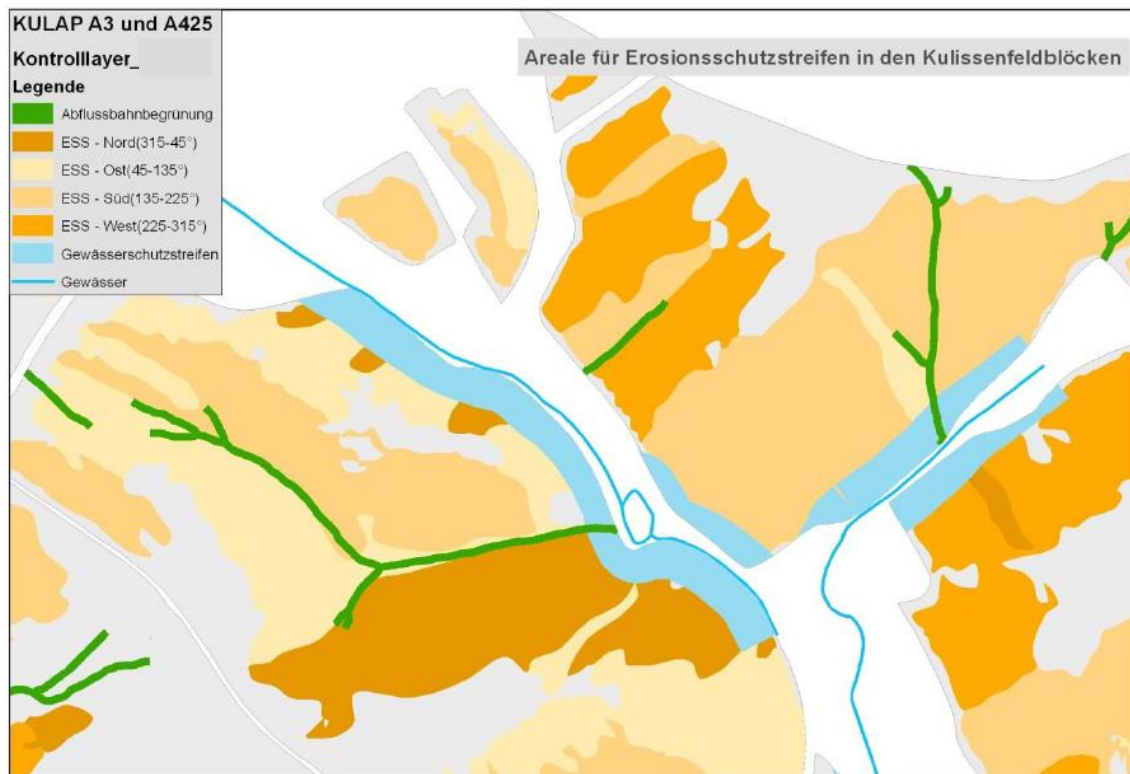 KULAP A3 und A425
Kontrolllayer_
Legende
Abflussbahnbegrünung
ESS - Nord(315-45°)
ESS - Ost(45-135°)
ESS - Süd(135-225°)
ESS - West(225-315°)
Gewässerschutzstreifen
Gewässer
Areale für Erosionsschutzstreifen in den Kulissenfeldblöcken